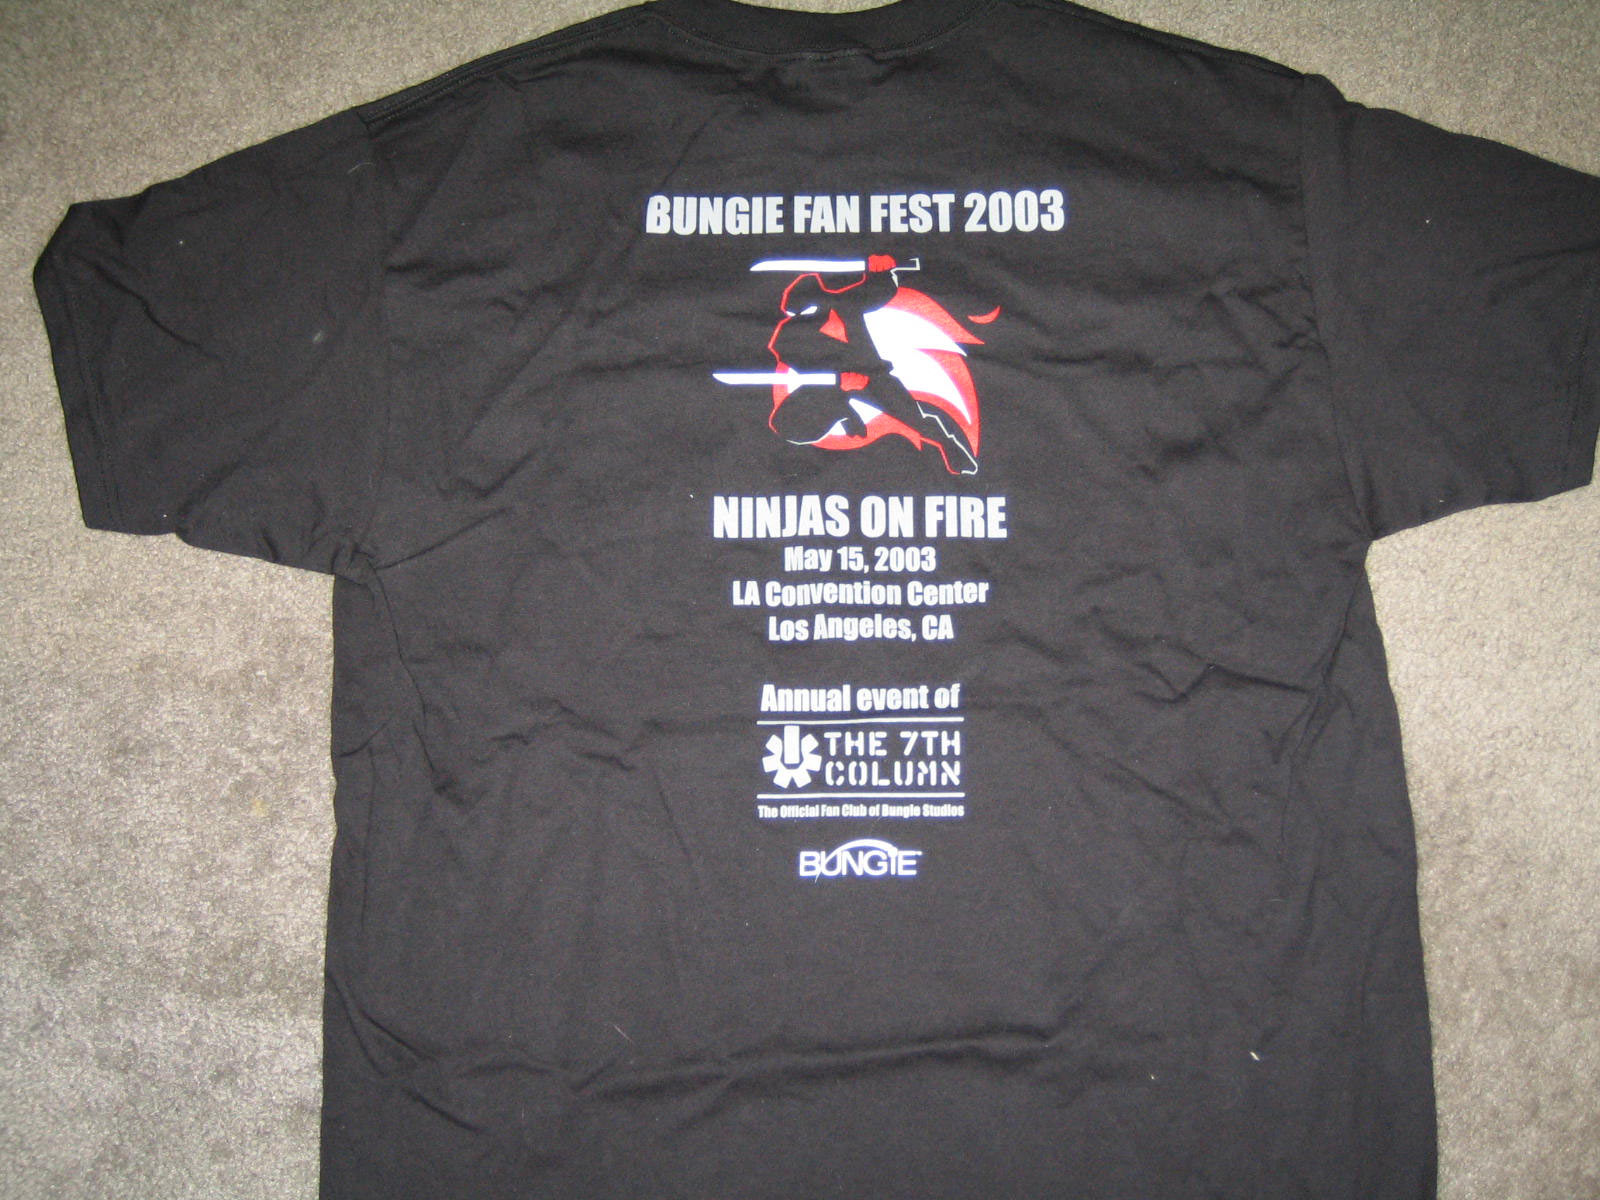 BUNGIE FAN FEST 2003
NINJAS ON FIRE
May 15, 2003
LA Convention Center
Los Angeles, CA
Annual event of
THE 7TH
COLUMN
The Official Fan Club of Bungie Studios
BUNGIE